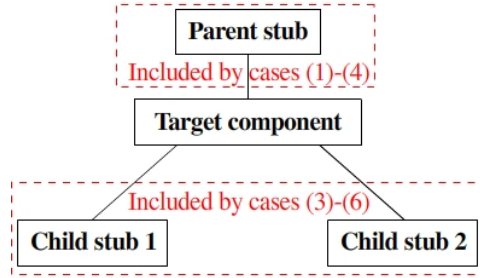 Parent stub
Included by cases (1)-(4)
Target component
Included by cases (3)-(6)
Child stub 1
Child stub 2